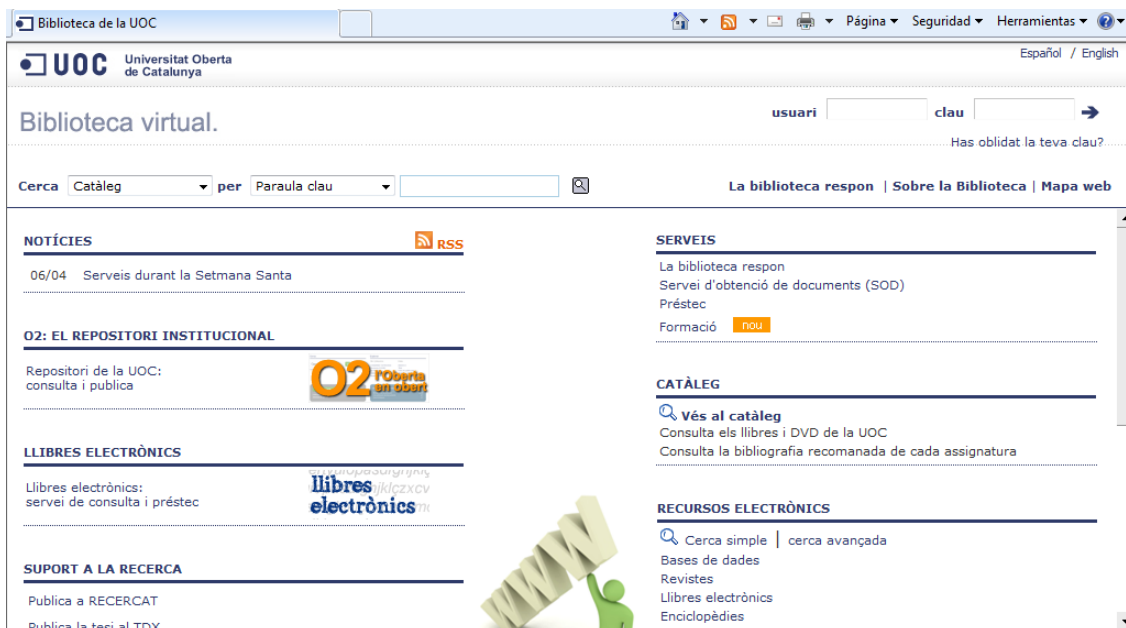 Biblioteca de la UOC
Página Seguridad Herramientas
UOC Universitat Oberta
de Catalunya
Español / English
Biblioteca virtual.
usuari clau
Has oblidat la teva clau?
Cerca Catàleg per Paraula clau
La biblioteca respon | Sobre la Biblioteca | Mapa web
NOTÍCIES RSS
06/04 Serveis durant la Setmana Santa
O2: EL REPOSITORI INSTITUCIONAL
Repositori de la UOC:
consulta i publica
O2 l'Oberta
en obert
LLIBRES ELECTRÒNICS
Llibres electrònics:
servei de consulta i préstec
llibres
electrònics
SUPORT A LA RECERCA
Publica a RECERCAT
Publica la tesi al TDX
WWW
SERVEIS
La biblioteca respon
Servei d'obtenció de documents (SOD)
Préstec
Formació nou
CATÀLEG
Vés al catàleg
Consulta els llibres i DVD de la UOC
Consulta la bibliografia recomanada de cada assignatura
RECURSOS ELECTRÒNICS
Cerca simple | cerca avançada
Bases de dades
Revistes
Llibres electrònics
Enciclopèdies